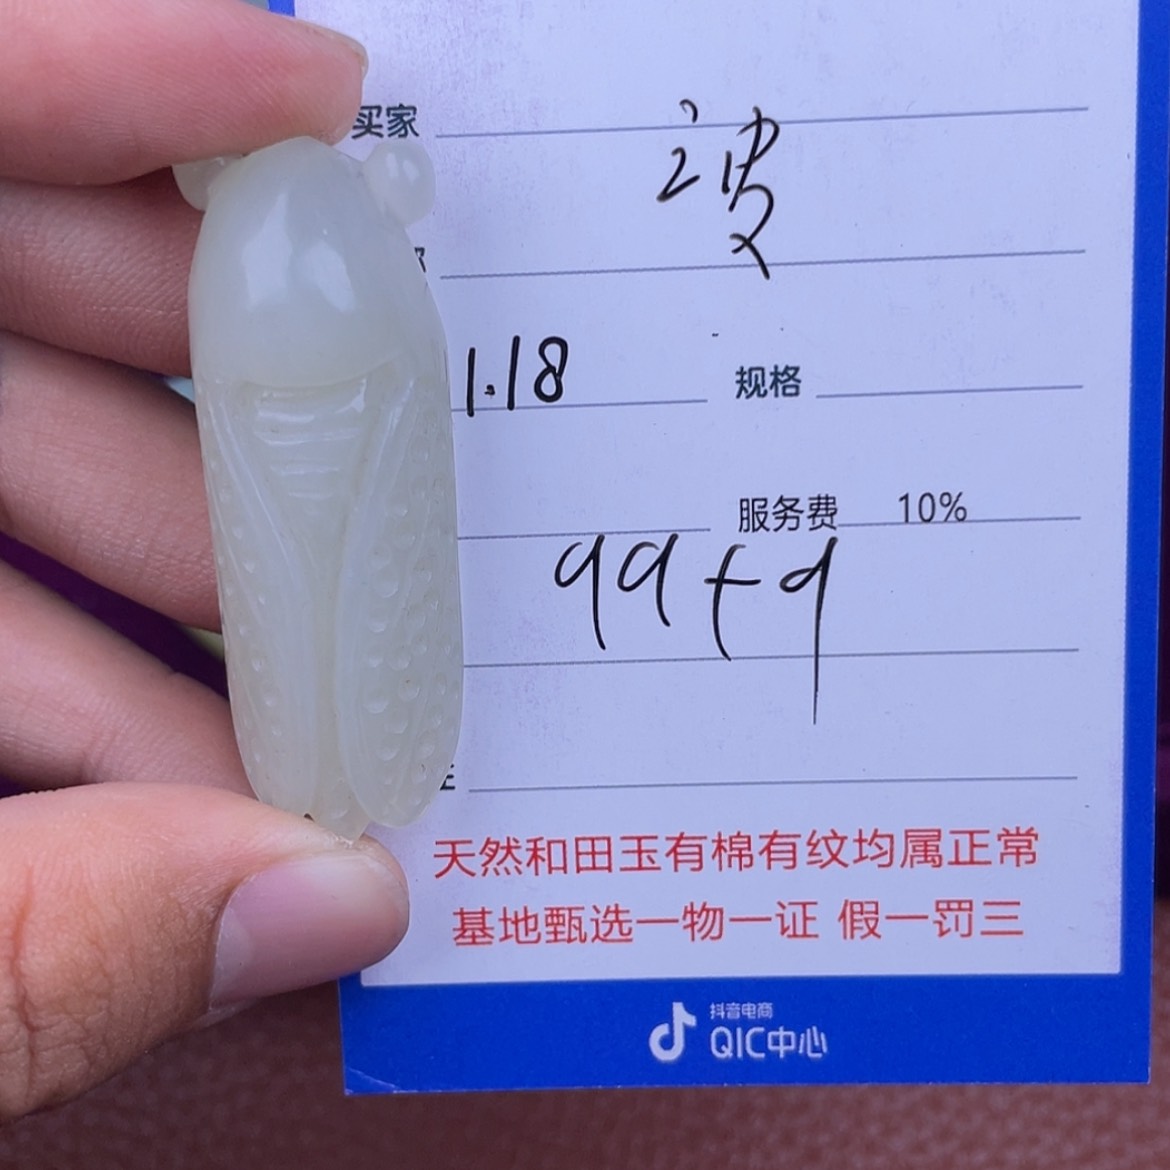 买家
1.18 规格
服务费 10%
99+9
天然和田玉有棉有纹均属正常
基地甄选一物一证 假一罚三
抖音电商
QIC中心